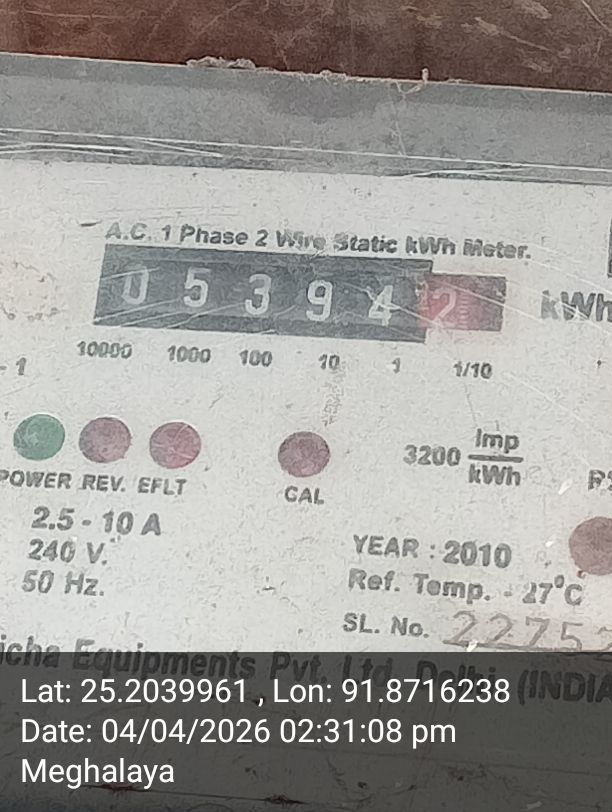 A.C. 1 Phase 2 Wire Static kWh Meter.
0 5 3 9 4 2 kWh
- 1 10000 1000 100 10 1 1/10
3200 Imp/kWh
POWER REV. EFLT CAL
2.5 - 10 A
240 V.
50 Hz.
YEAR : 2010
Ref. Temp. - 27°C
SL. No. 22752
Equipments Pvt. Ltd. Delhi (INDIA
Lat: 25.2039961 , Lon: 91.8716238
Date: 04/04/2026 02:31:08 pm
Meghalaya